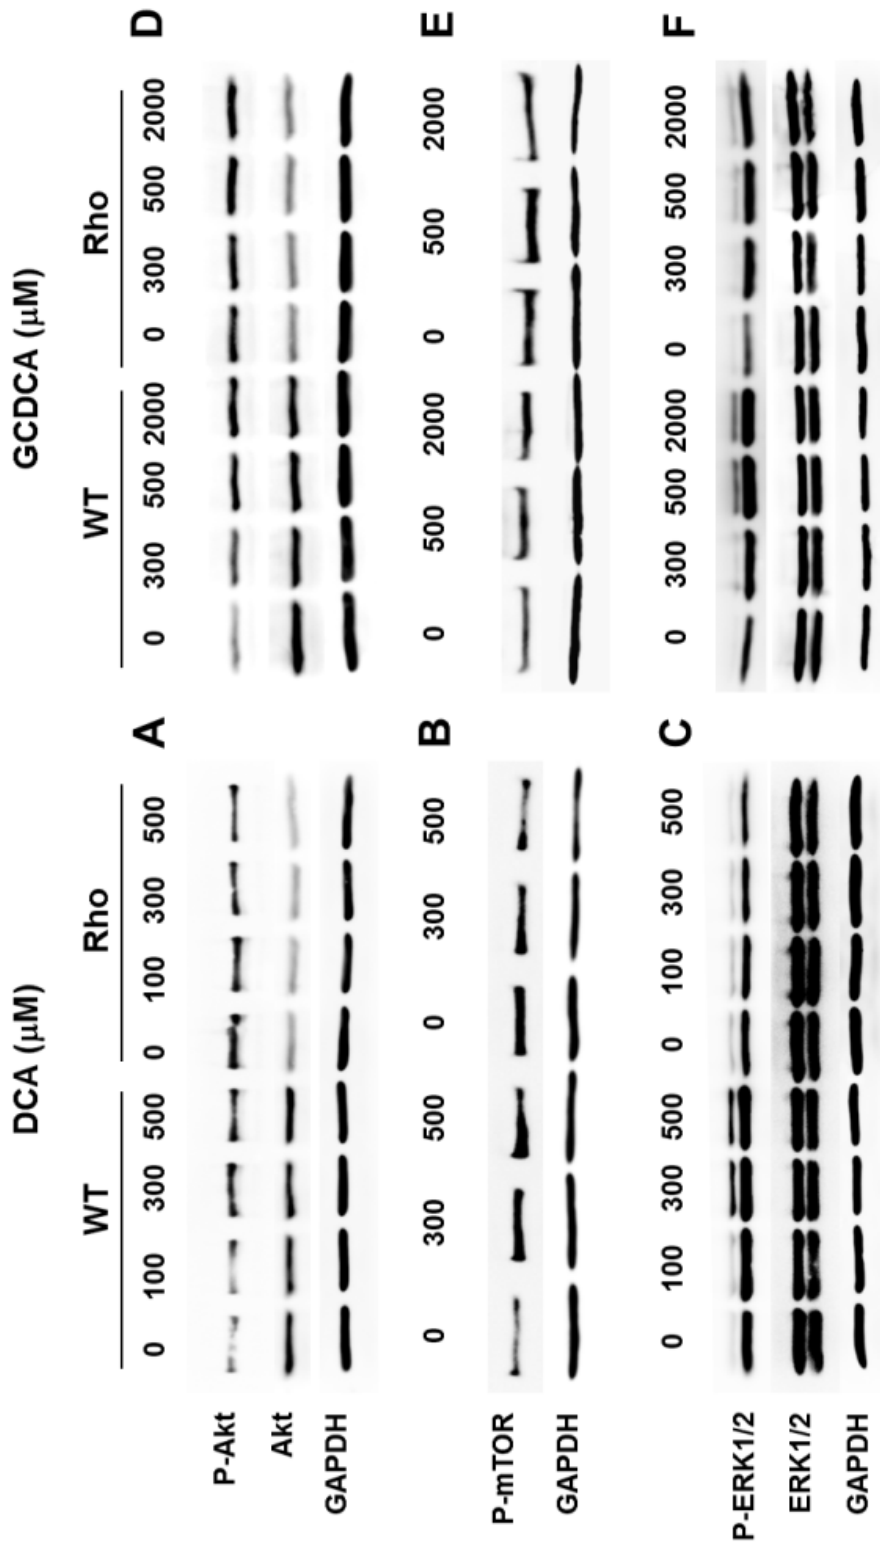 DCA (μM)
GCDCA (μM)
WT
Rho
WT
Rho
A
0 100 300 500 0 100 300 500
D
0 300 500 2000 0 300 500 2000
P-Akt
Akt
GAPDH
B
0 300 500 0 300 500
E
0 500 2000 0 500 2000
P-mTOR
GAPDH
C
0 100 300 500 0 100 300 500
F
0 300 500 2000 0 300 500 2000
P-ERK1/2
ERK1/2
GAPDH